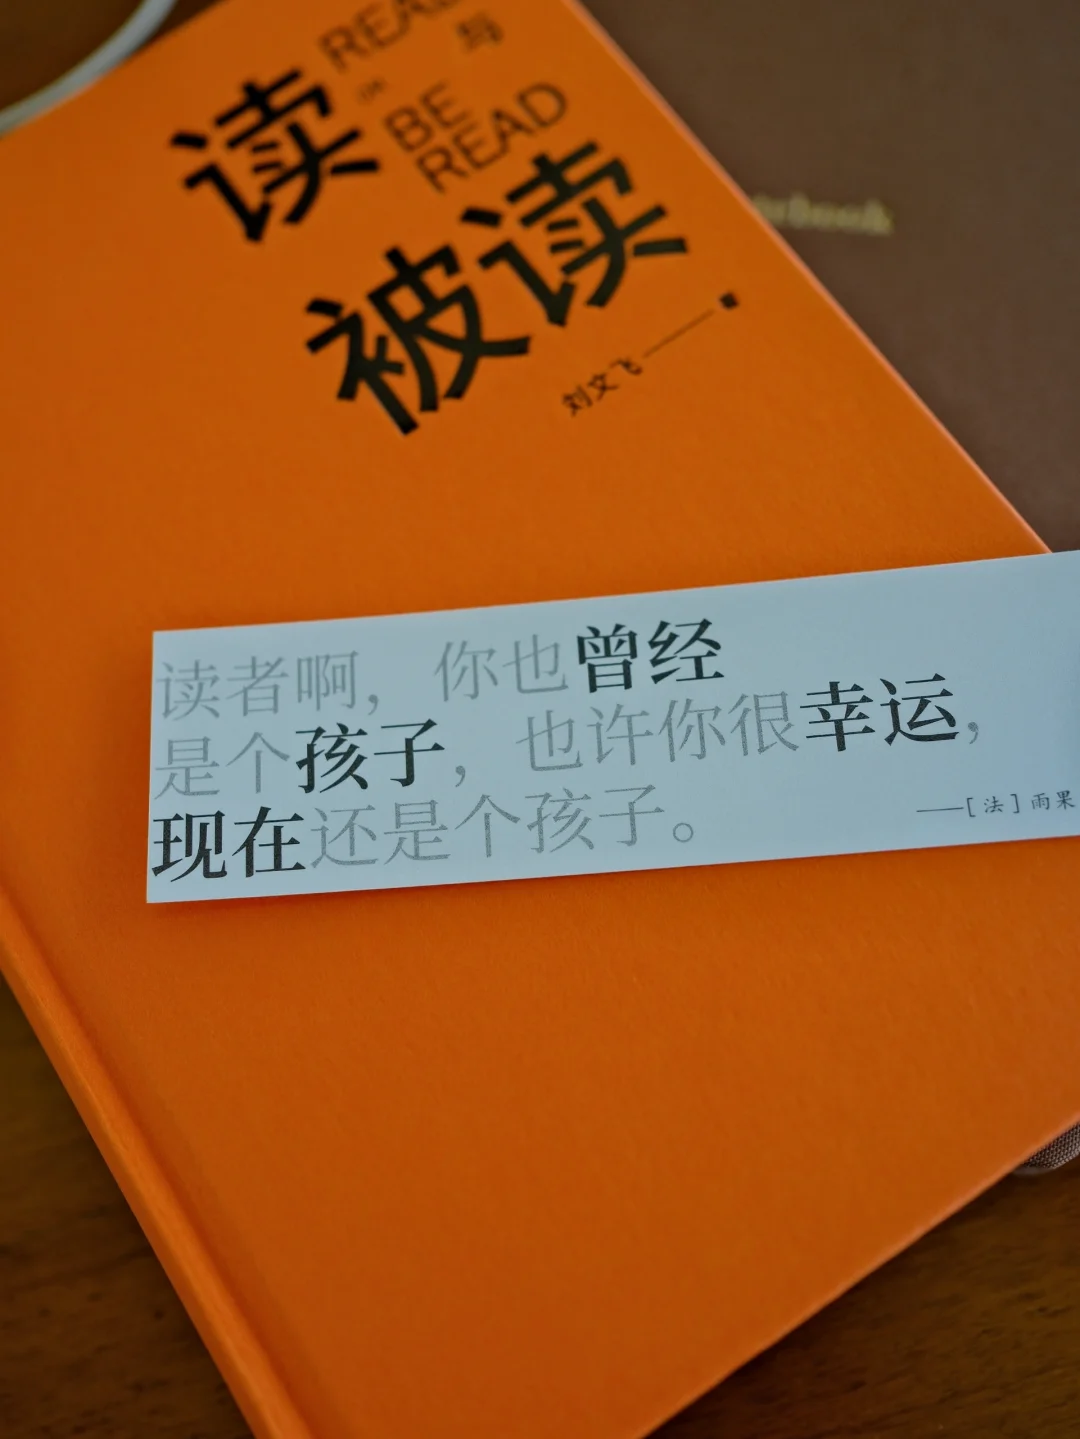 读
与
BE
READ
被读
刘文飞
读者啊，你也曾经
是个孩子，也许你很幸运，
现在还是个孩子。
——[法]雨果